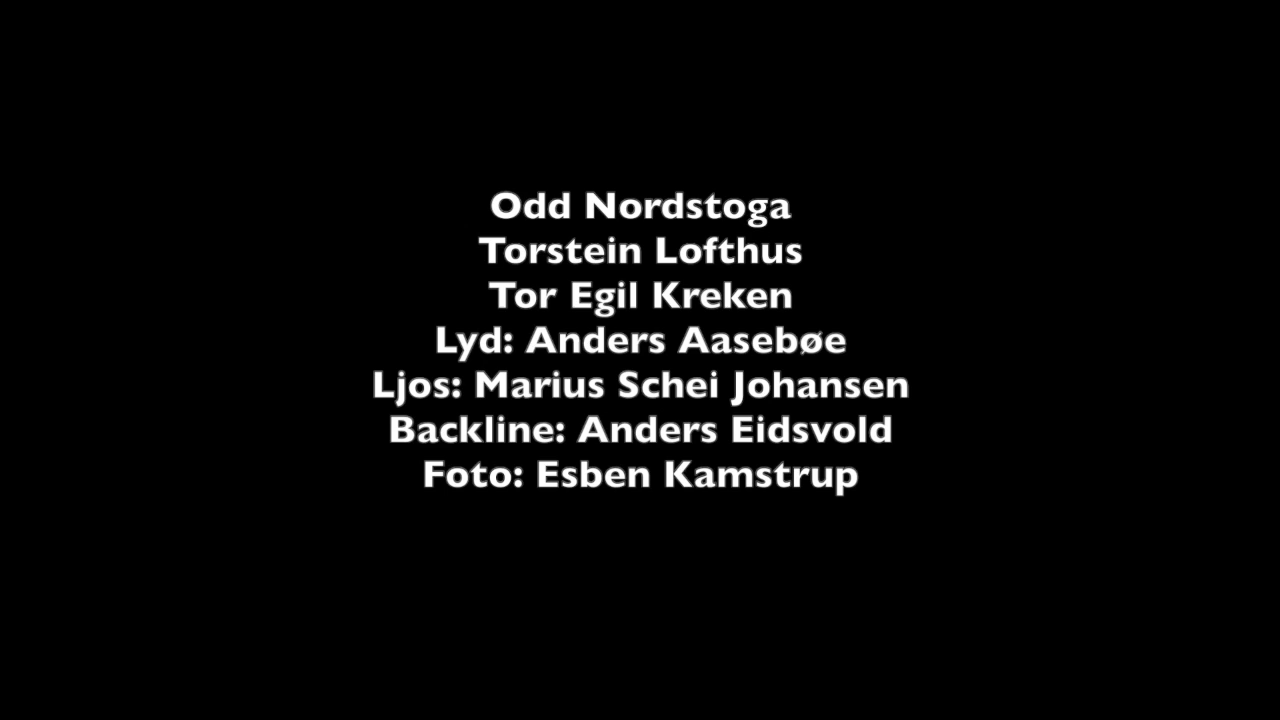 Odd Nordstoga
Torstein Lofthus
Tor Egil Kreken
Lyd: Anders Aasebøe
Ljos: Marius Schei Johansen
Backline: Anders Eidsvold
Foto: Esben Kamstrup